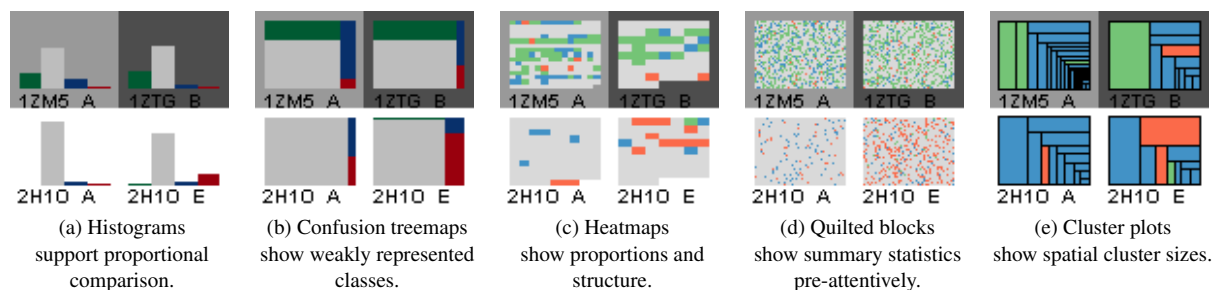 1ZM5 A 1ZTG B 1ZM5 A 1ZTG B 1ZM5 A 1ZTG B 1ZM5 A 1ZTG B 1ZM5 A 1ZTG B
2H1O A 2H1O E 2H1O A 2H1O E 2H1O A 2H1O E 2H1O A 2H1O E 2H1O A 2H1O E
(a) Histograms
support proportional
comparison.
(b) Confusion treemaps
show weakly represented
classes.
(c) Heatmaps
show proportions and
structure.
(d) Quilted blocks
show summary statistics
pre-attentively.
(e) Cluster plots
show spatial cluster sizes.